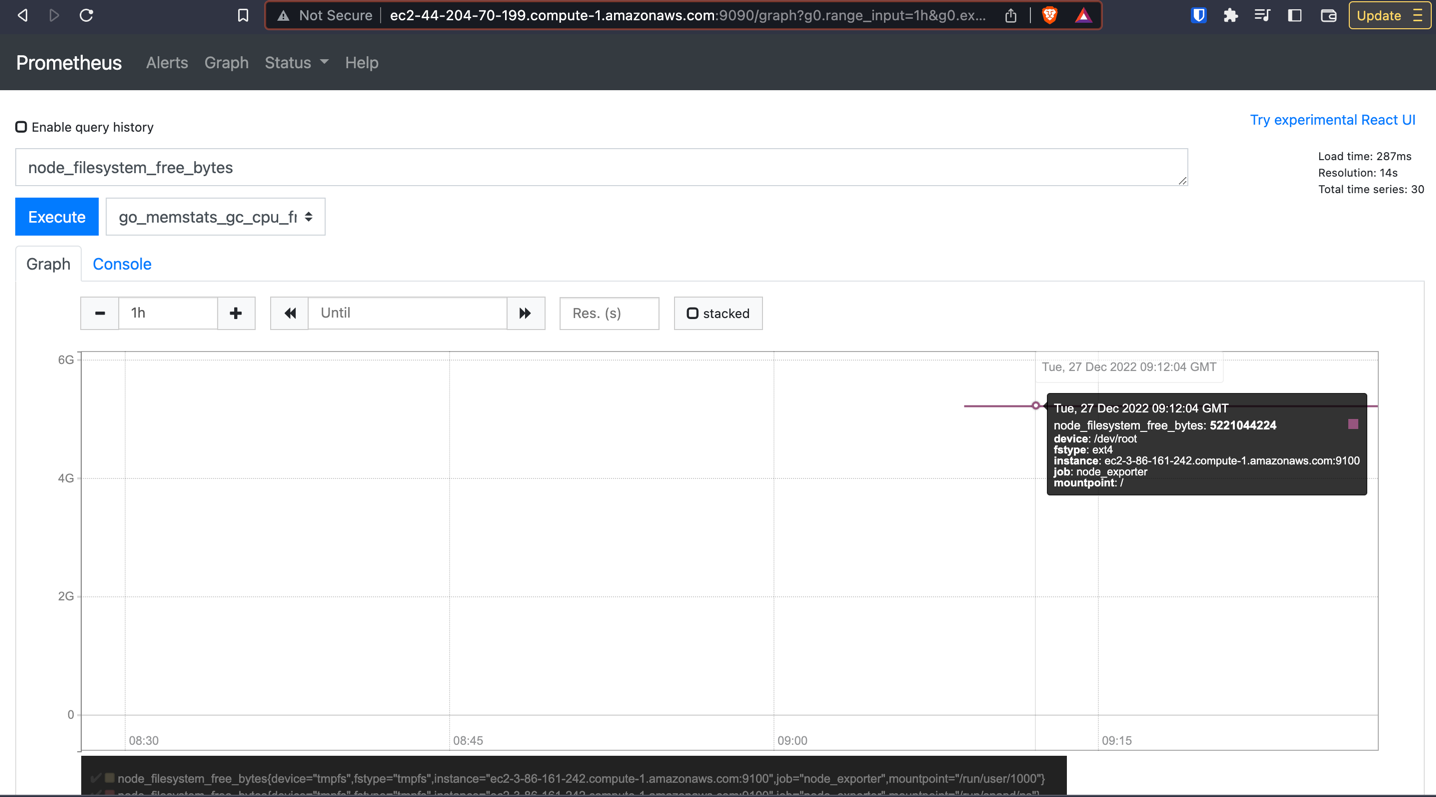 Not Secure ec2-44-204-70-199.compute-1.amazonaws.com:9090/graph?g0.range_input=1h&g0.ex... Update
Prometheus Alerts Graph Status Help
Enable query history
Try experimental React UI
node_filesystem_free_bytes
Load time: 287ms
Resolution: 14s
Total time series: 30
Execute go_memstats_gc_cpu_fr
Graph Console
1h Until Res. (s) stacked
6G
Tue, 27 Dec 2022 09:12:04 GMT
Tue, 27 Dec 2022 09:12:04 GMT
node_filesystem_free_bytes: 5221044224
device: /dev/root
fstype: ext4
instance: ec2-3-86-161-242.compute-1.amazonaws.com:9100
job: node_exporter
mountpoint: /
4G
2G
0
08:30 08:45 09:00 09:15
node_filesystem_free_bytes{device="tmpfs",fstype="tmpfs",instance="ec2-3-86-161-242.compute-1.amazonaws.com:9100",job="node_exporter",mountpoint="/run/user/1000"}